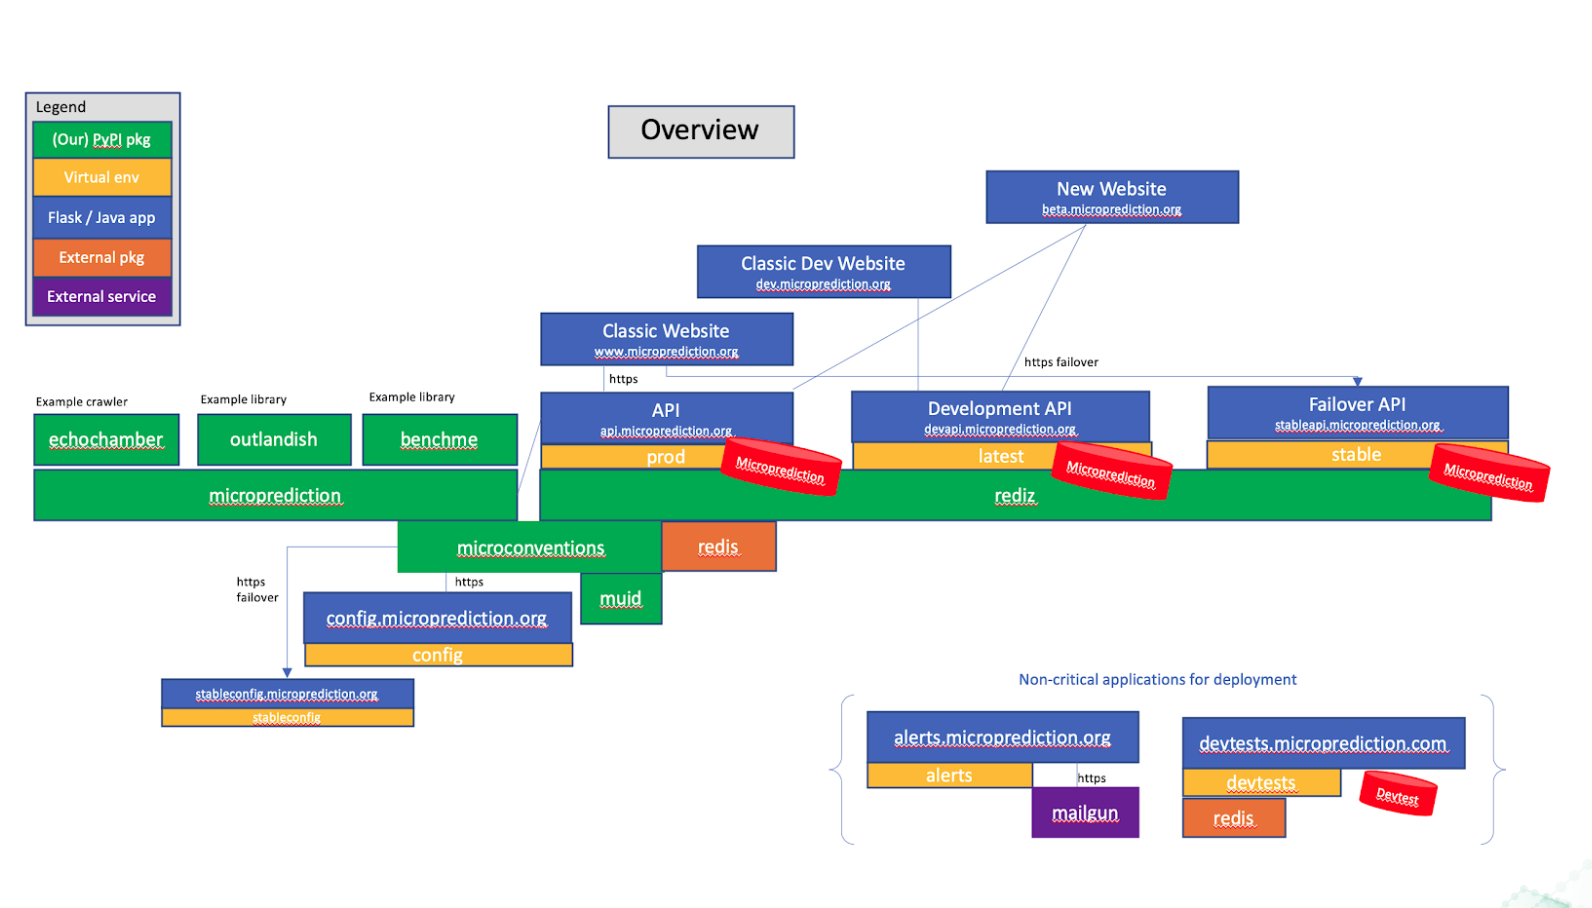 Legend
(Our) PyPI pkg
Virtual env
Flask / Java app
External pkg
External service
Overview
New Website
beta.microprediction.org
Classic Dev Website
dev.microprediction.org
Classic Website
www.microprediction.org
https
https failover
Example crawler
Example library
Example library
echochamber
outlandish
benchme
API
api.microprediction.org
prod
Microprediction
Development API
devapi.microprediction.org
latest
Microprediction
Failover API
stableapi.microprediction.org
stable
Microprediction
microprediction
rediz
microconventions
redis
https
failover
https
muid
config.microprediction.org
config
stableconfig.microprediction.org
stableconfig
Non-critical applications for deployment
alerts.microprediction.org
alerts
https
mailgun
devtests.microprediction.com
devtests
Devtest
redis